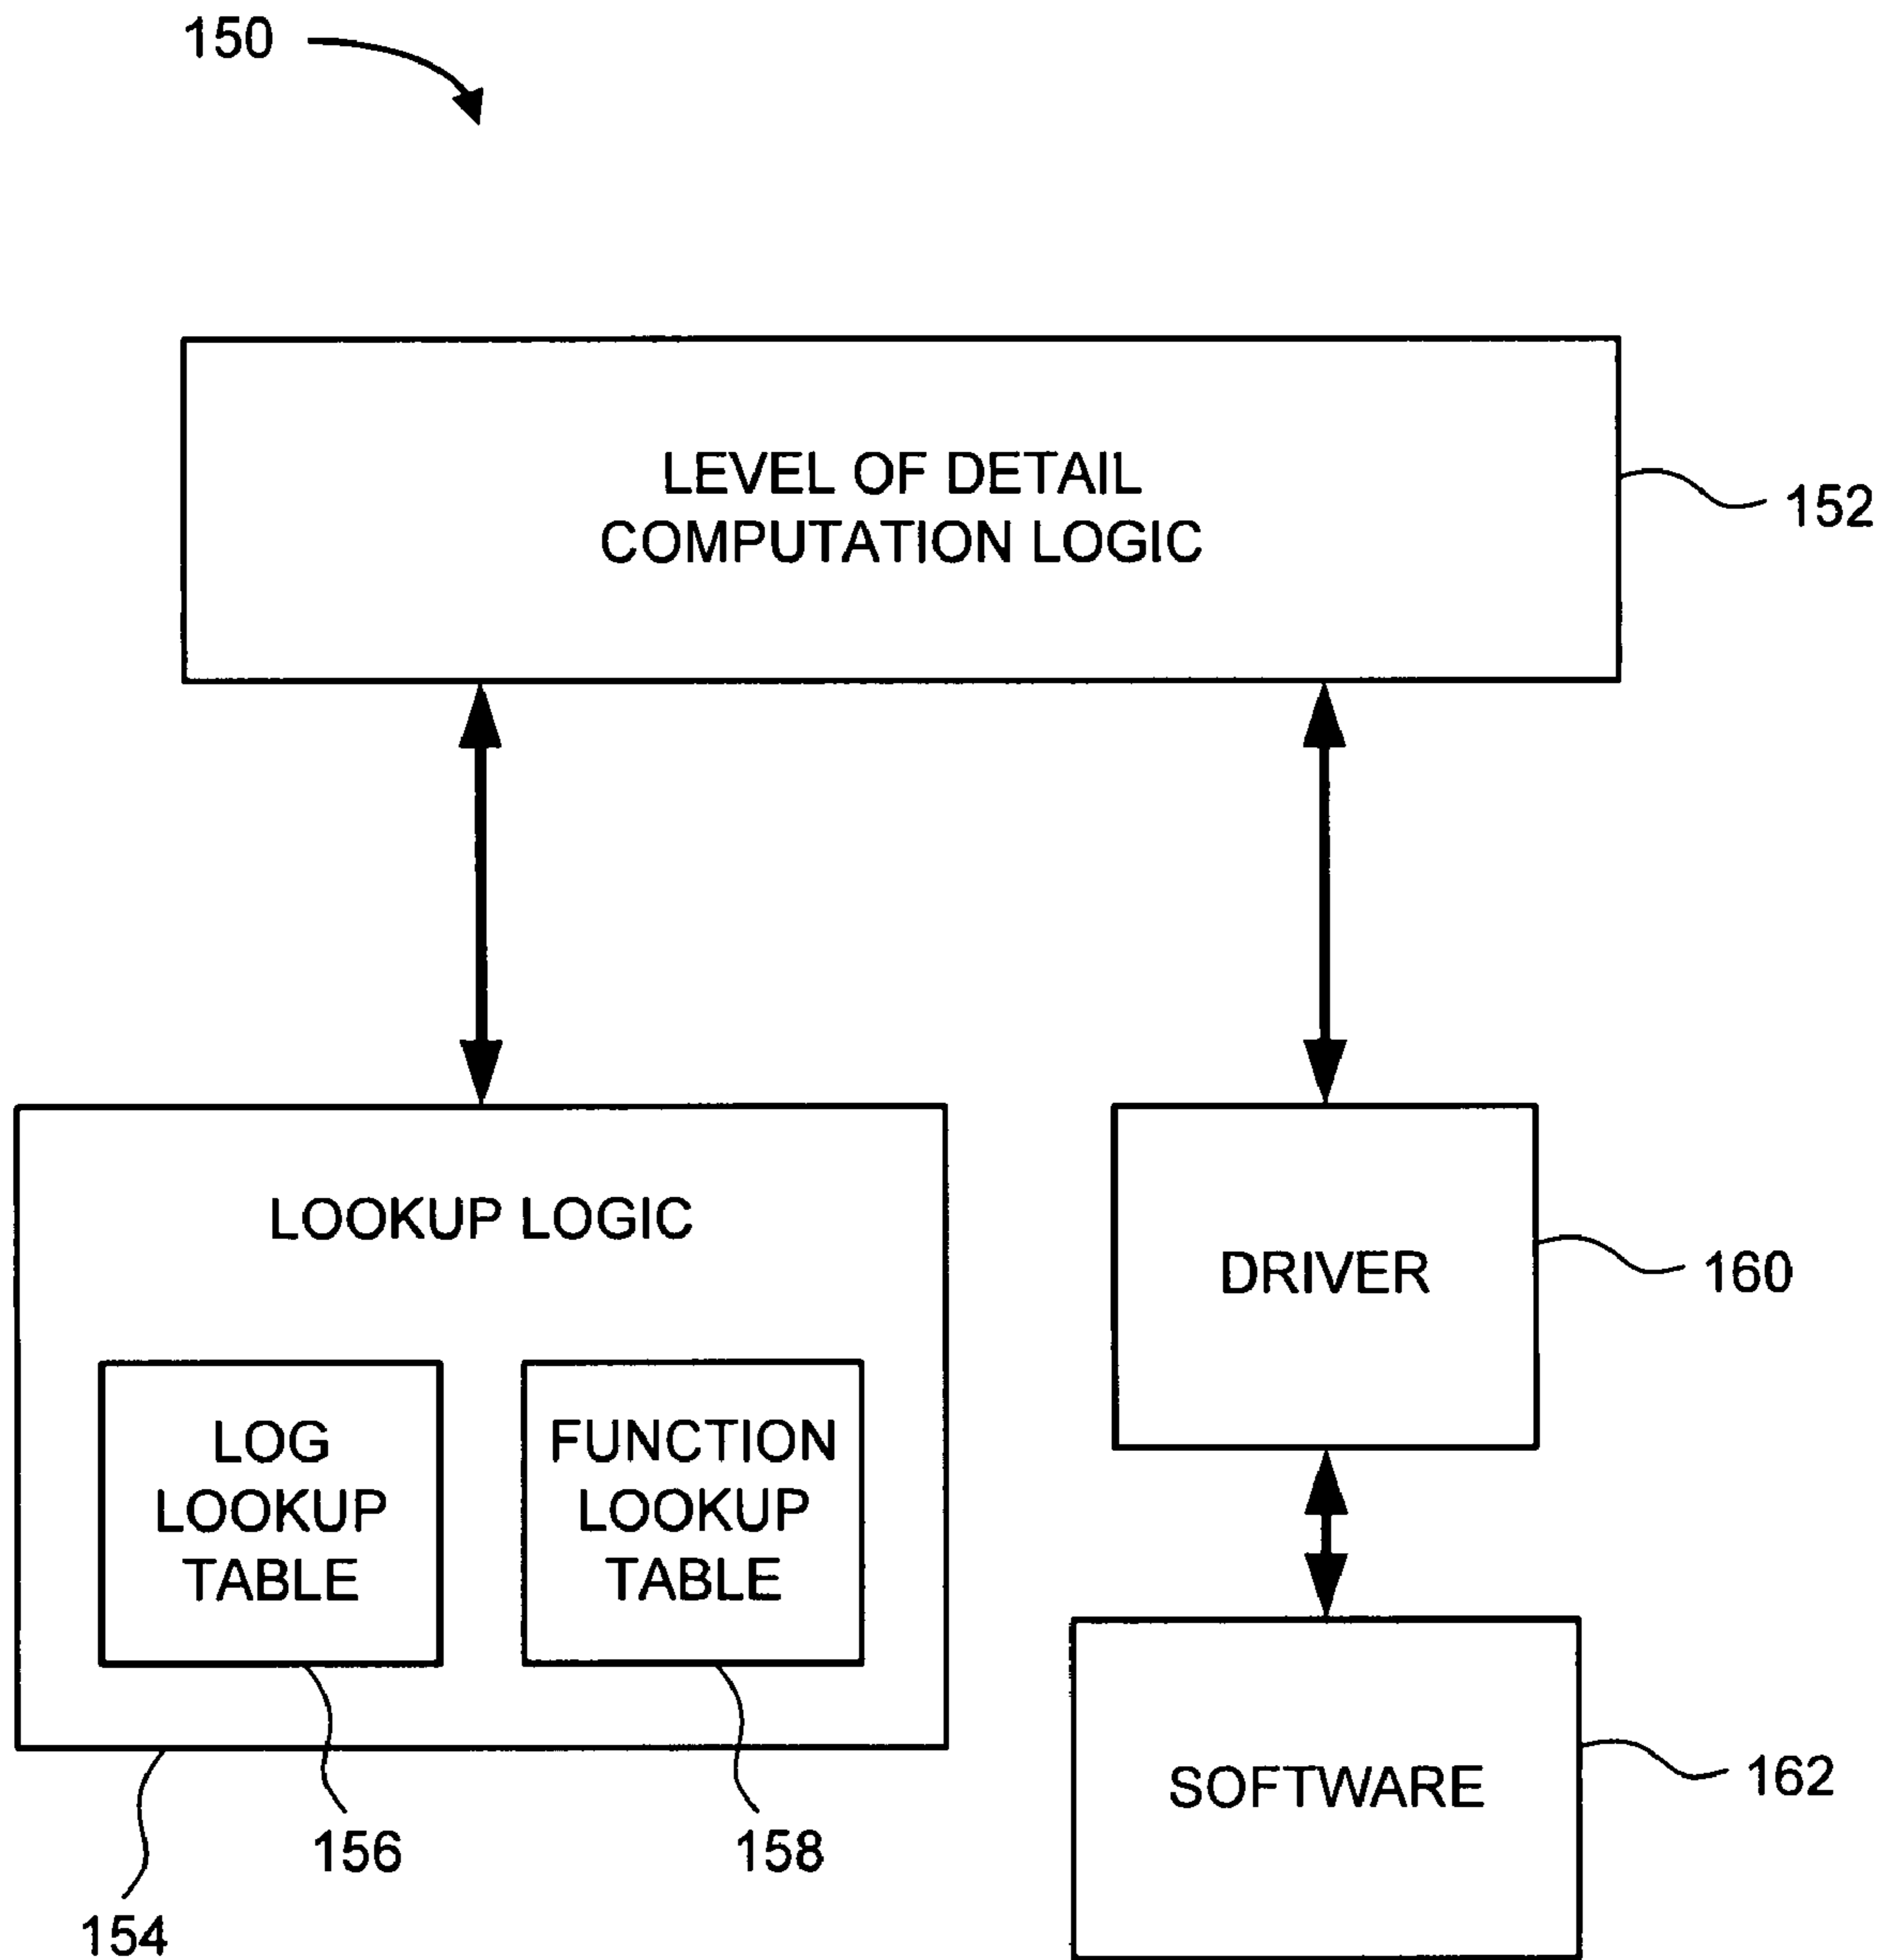 150
LEVEL OF DETAIL
COMPUTATION LOGIC
152
LOOKUP LOGIC
DRIVER
160
LOG
LOOKUP
TABLE
FUNCTION
LOOKUP
TABLE
SOFTWARE
162
156
158
154